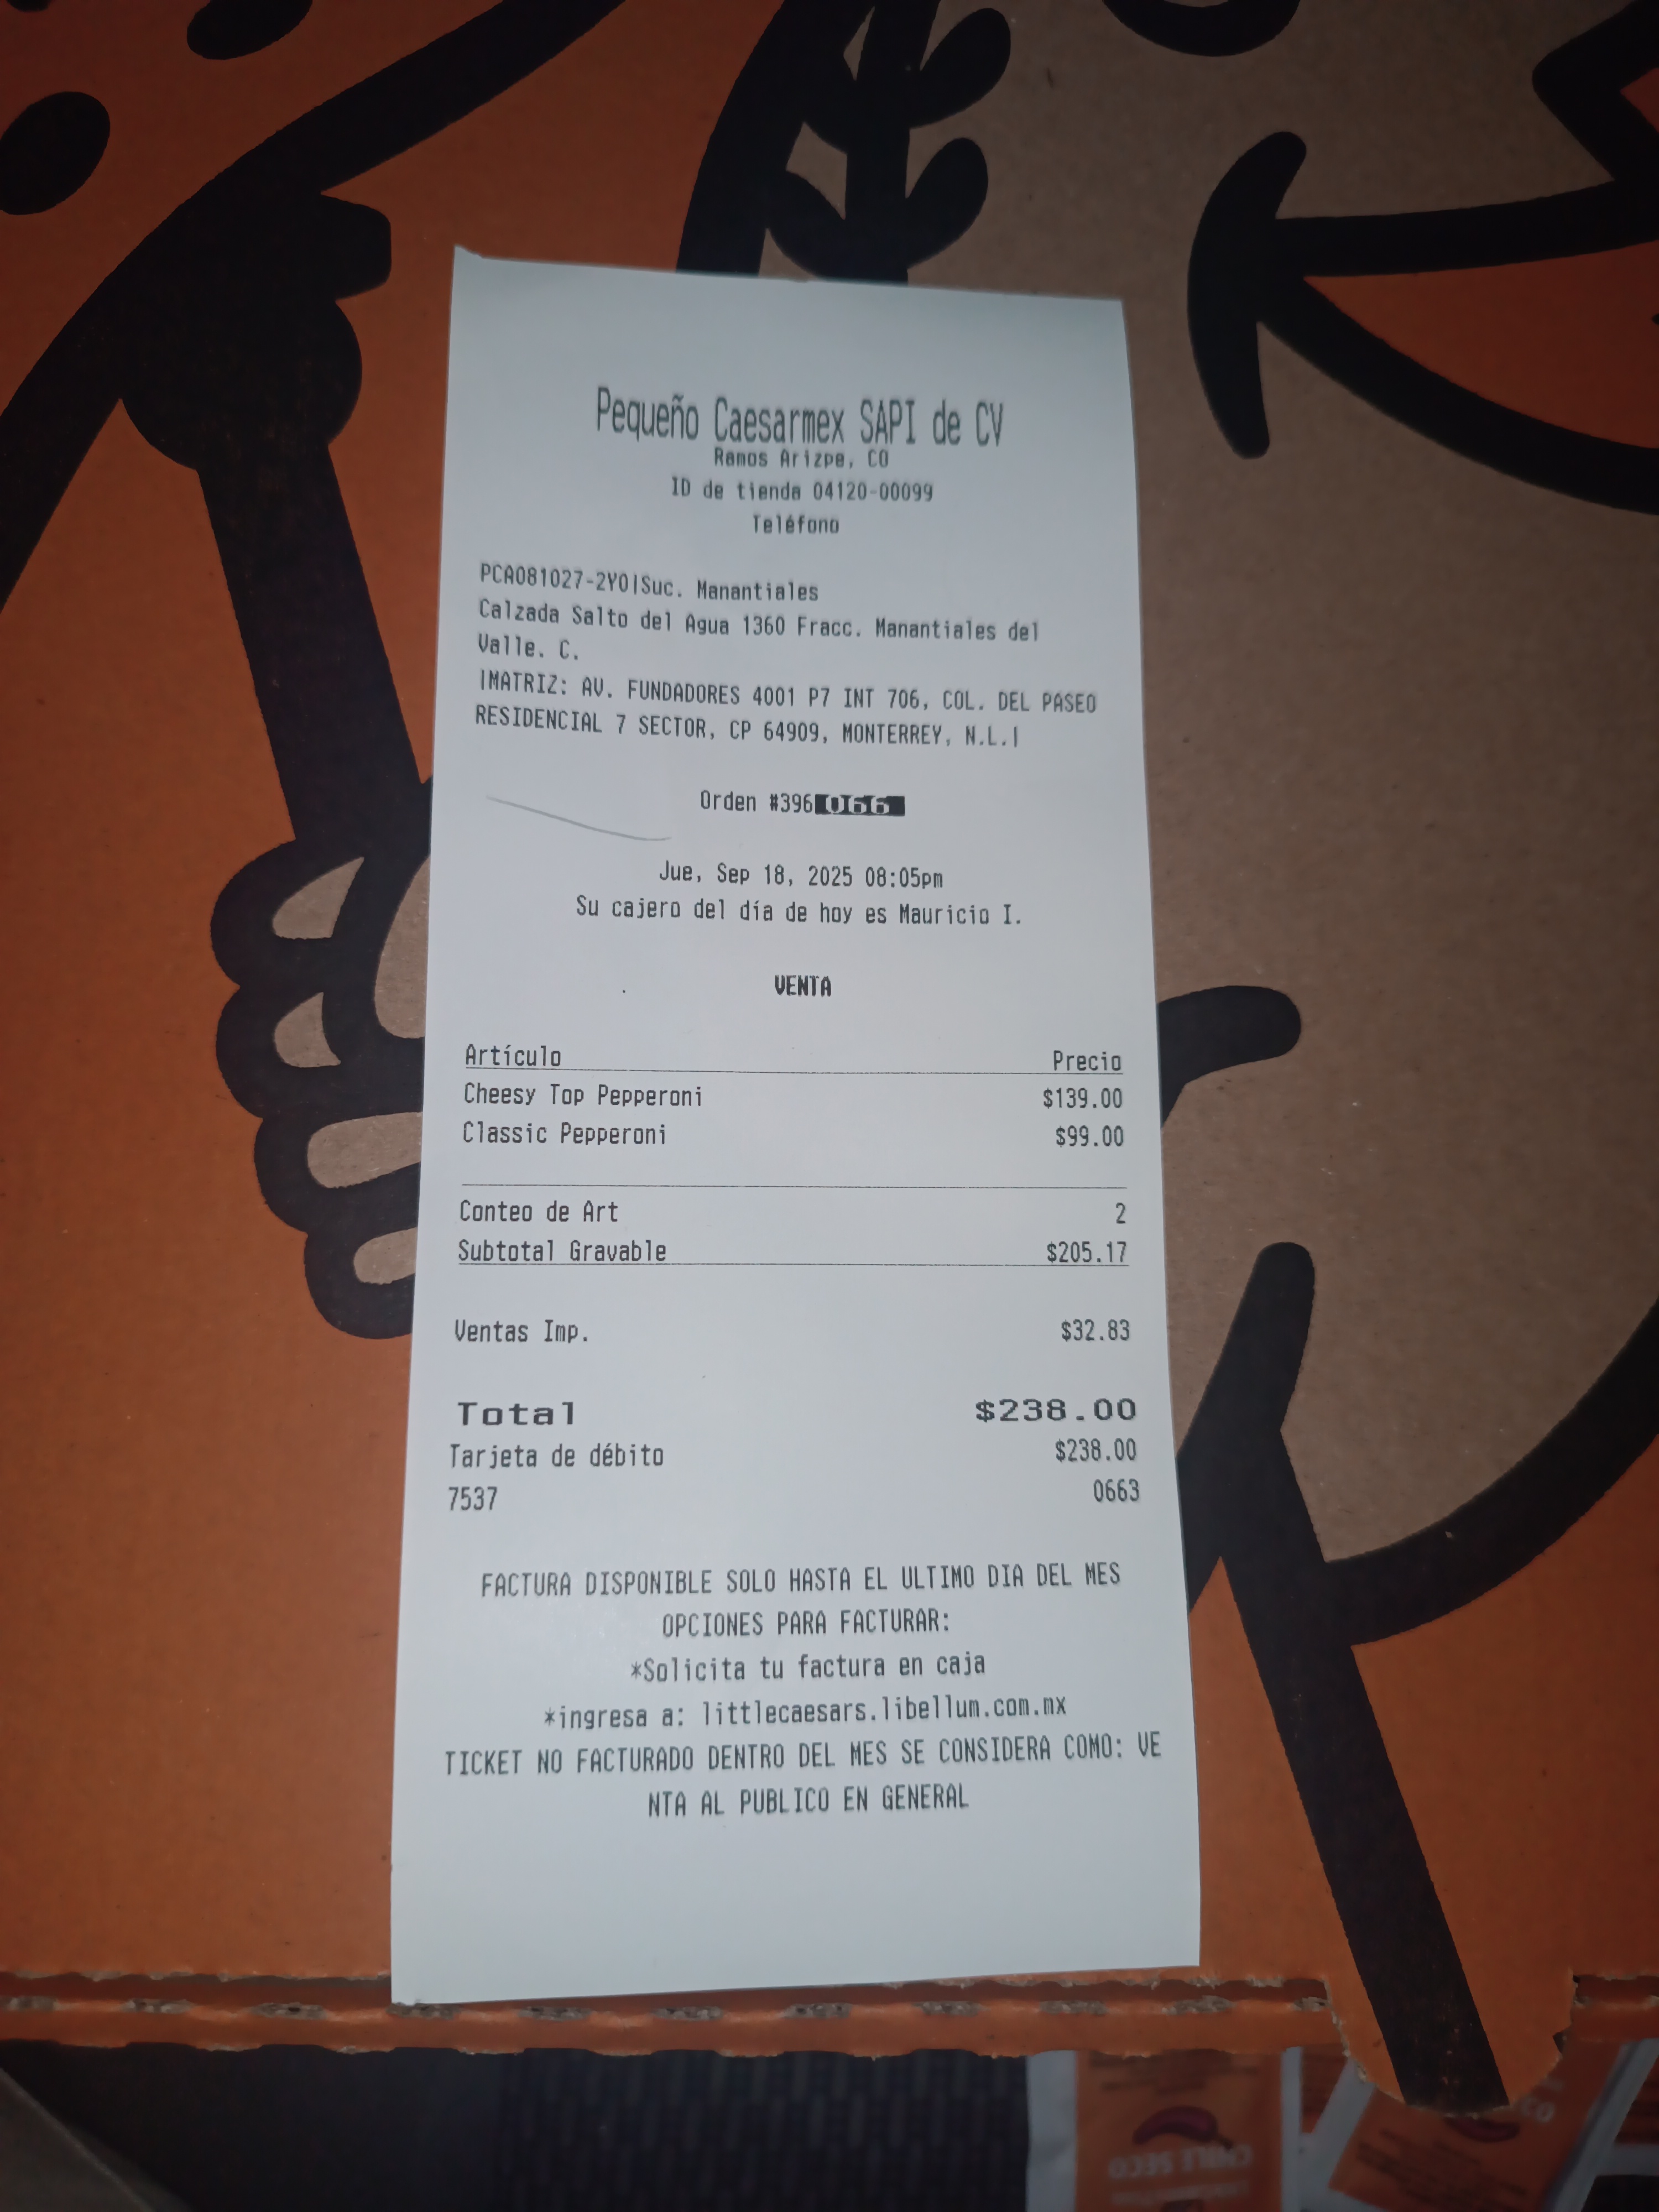 Pequeño Caesarmex SAPI de CV
Ramos Arizpe, CO
ID de tienda 04120-00099
Teléfono
PCA081027-2Y0|Suc. Manantiales
Calzada Salto del Agua 1360 Fracc. Manantiales del
Valle. C.
|MATRIZ: AV. FUNDADORES 4001 P7 INT 706, COL. DEL PASEO
RESIDENCIAL 7 SECTOR, CP 64909, MONTERREY, N.L.|
Orden #396066
Jue, Sep 18, 2025 08:05pm
Su cajero del día de hoy es Mauricio I.
VENTA
Artículo Precio
Cheesy Top Pepperoni $139.00
Classic Pepperoni $99.00
Conteo de Art 2
Subtotal Gravable $205.17
Ventas Imp. $32.83
Total $238.00
Tarjeta de débito $238.00
7537 0663
FACTURA DISPONIBLE SOLO HASTA EL ULTIMO DIA DEL MES
OPCIONES PARA FACTURAR:
*Solicita tu factura en caja
*ingresa a: littlecaesars.libellum.com.mx
TICKET NO FACTURADO DENTRO DEL MES SE CONSIDERA COMO: VE
NTA AL PUBLICO EN GENERAL
CHILE SECO